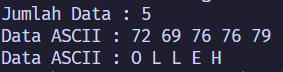 Jumlah Data : 5
Data ASCII : 72 69 76 76 79
Data ASCII : O L L E H